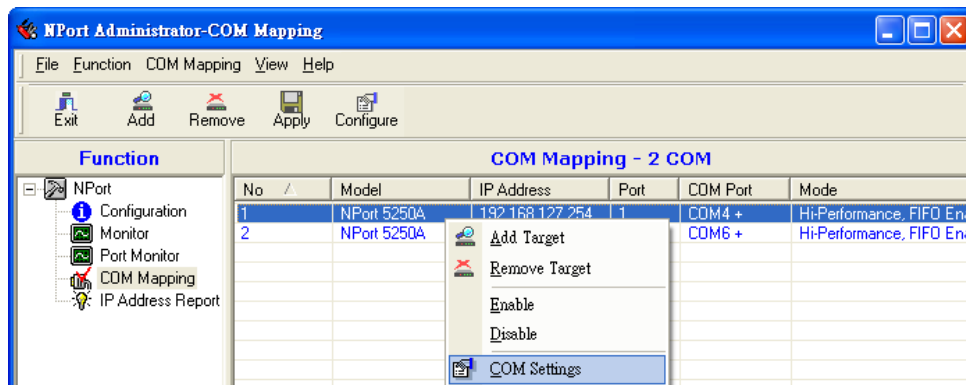 NPort Administrator-COM Mapping
File Function COM Mapping View Help
Exit Add Remove Apply Configure
Function
COM Mapping - 2 COM
NPort
Configuration
Monitor
Port Monitor
COM Mapping
IP Address Report
No Model IP Address Port COM Port Mode
1 NPort 5250A 192.168.127.254 1 COM4 + Hi-Performance, FIFO Ena
2 NPort 5250A COM6 + Hi-Performance, FIFO Ena
Add Target
Remove Target
Enable
Disable
COM Settings